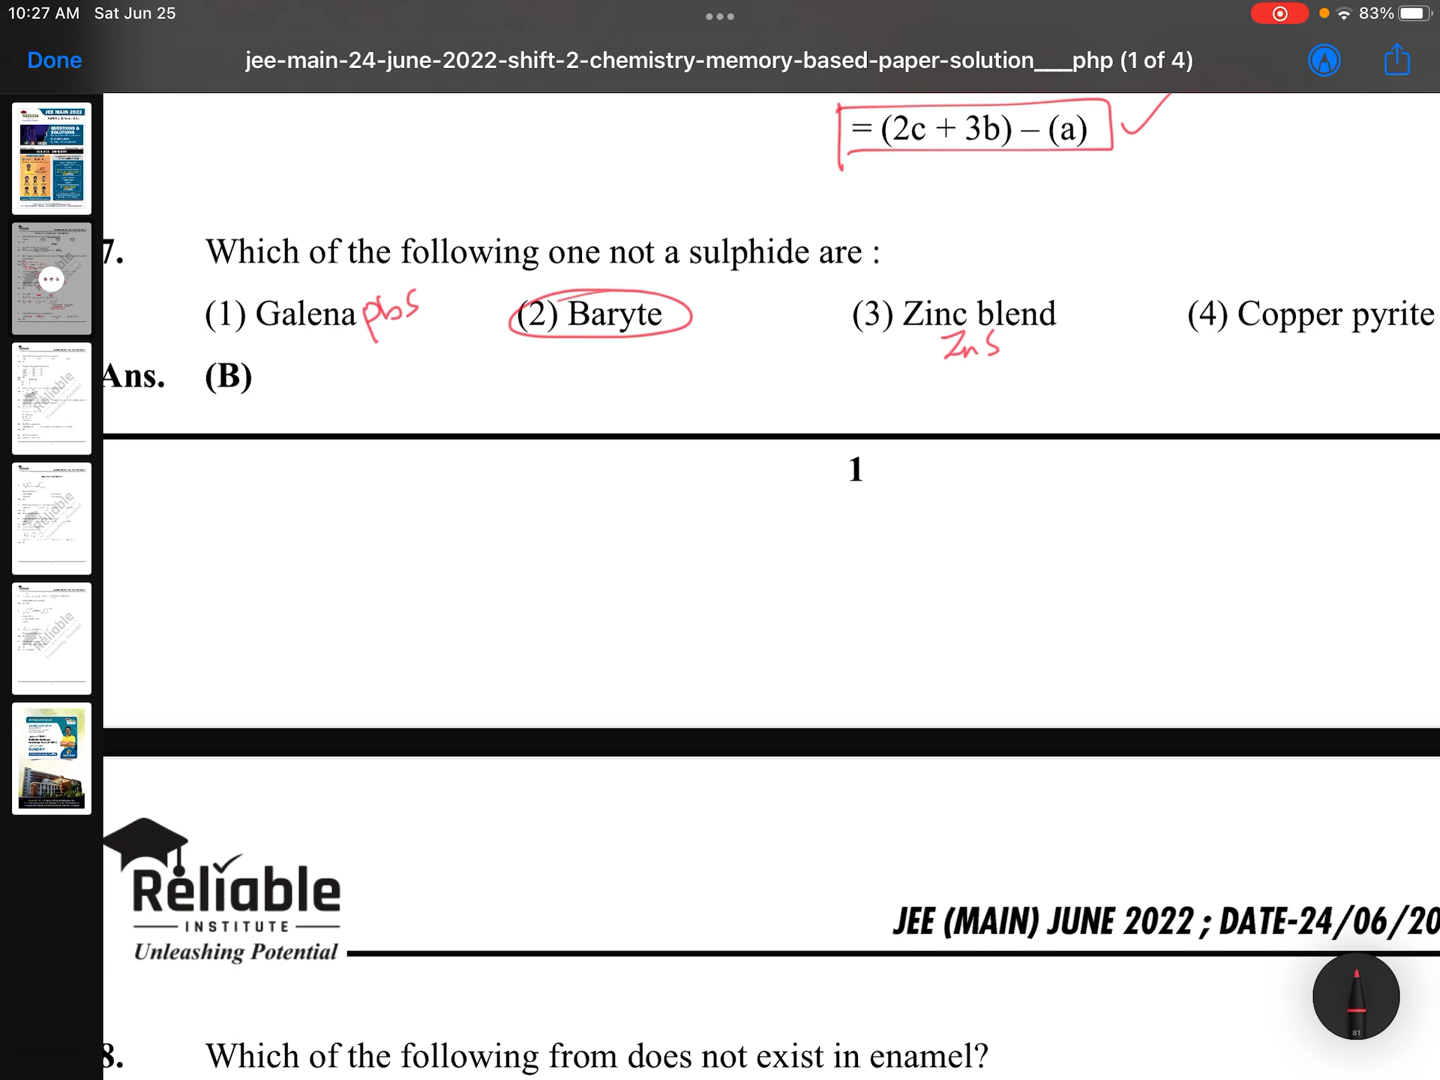 10:27 AM Sat Jun 25
83%
Done
jee-main-24-june-2022-shift-2-chemistry-memory-based-paper-solution___php (1 of 4)
= (2c + 3b) – (a)
7. Which of the following one not a sulphide are :
(1) Galena pbs (2) Baryte (3) Zinc blend (4) Copper pyrite
ZnS
Ans. (B)
1
Reliable
INSTITUTE
Unleashing Potential
JEE (MAIN) JUNE 2022 ; DATE-24/06/20
81
8. Which of the following from does not exist in enamel?